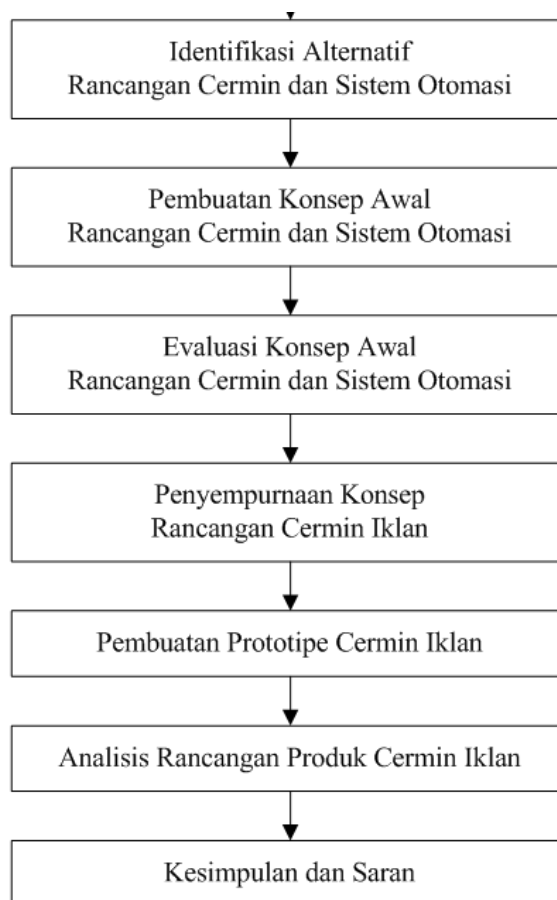 Identifikasi Alternatif
Rancangan Cermin dan Sistem Otomasi
Pembuatan Konsep Awal
Rancangan Cermin dan Sistem Otomasi
Evaluasi Konsep Awal
Rancangan Cermin dan Sistem Otomasi
Penyempurnaan Konsep
Rancangan Cermin Iklan
Pembuatan Prototipe Cermin Iklan
Analisis Rancangan Produk Cermin Iklan
Kesimpulan dan Saran